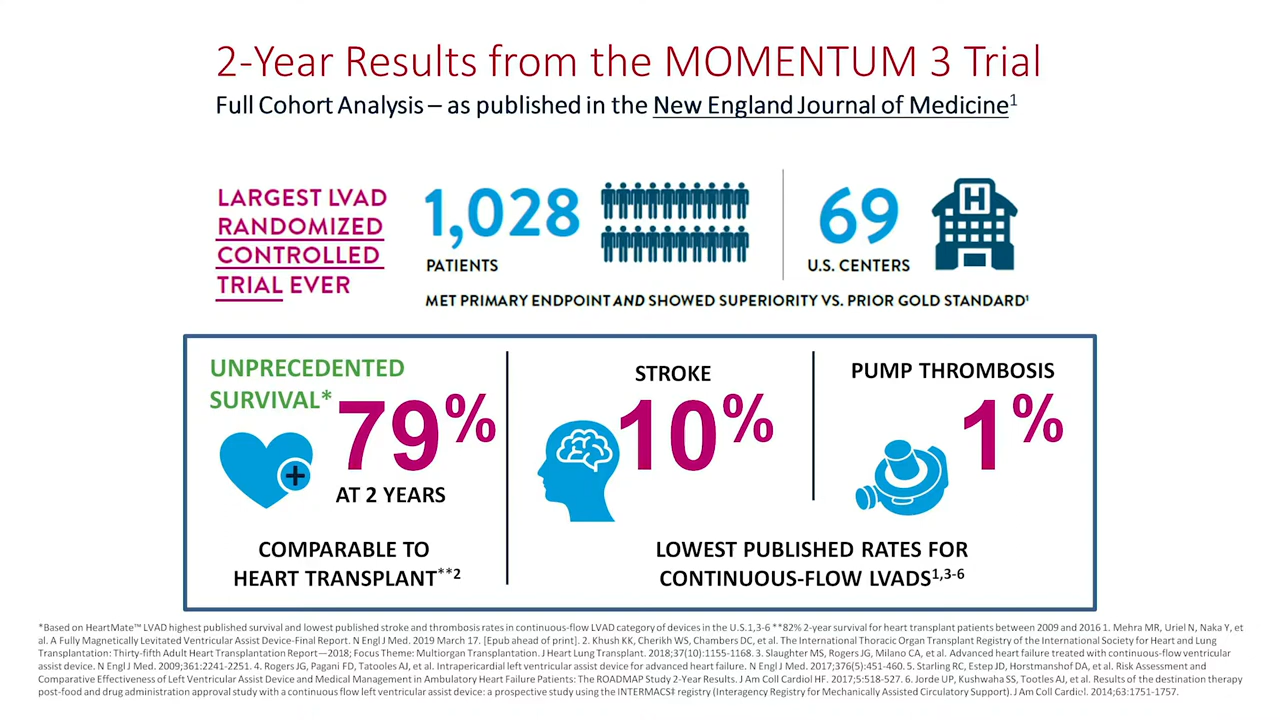 2-Year Results from the MOMENTUM 3 Trial
Full Cohort Analysis – as published in the New England Journal of Medicine1
LARGEST LVAD
RANDOMIZED
CONTROLLED
TRIAL EVER
1,028
PATIENTS
69
U.S. CENTERS
H
MET PRIMARY ENDPOINT AND SHOWED SUPERIORITY VS. PRIOR GOLD STANDARD1
UNPRECEDENTED
SURVIVAL*
79%
AT 2 YEARS
COMPARABLE TO
HEART TRANSPLANT**2
STROKE
10%
PUMP THROMBOSIS
1%
LOWEST PUBLISHED RATES FOR
CONTINUOUS-FLOW LVADS1,3-6
*Based on HeartMate™ LVAD highest published survival and lowest published stroke and thrombosis rates in continuous-flow LVAD category of devices in the U.S.1,3-6 **82% 2-year survival for heart transplant patients between 2009 and 2016 1. Mehra MR, Uriel N, Naka Y, et
al. A Fully Magnetically Levitated Ventricular Assist Device-Final Report. N Engl J Med. 2019 March 17. [Epub ahead of print]. 2. Khush KK, Cherikh WS, Chambers DC, et al. The International Thoracic Organ Transplant Registry of the International Society for Heart and Lung
Transplantation: Thirty-fifth Adult Heart Transplantation Report—2018; Focus Theme: Multiorgan Transplantation. J Heart Lung Transplant. 2018;37(10):1155-1168. 3. Slaughter MS, Rogers JG, Milano CA, et al. Advanced heart failure treated with continuous-flow ventricular
assist device. N Engl J Med. 2009;361:2241-2251. 4. Rogers JG, Pagani FD, Tatooles AJ, et al. Intrapericardial left ventricular assist device for advanced heart failure. N Engl J Med. 2017;376(5):451-460. 5. Starling RC, Estep JD, Horstmanshof DA, et al. Risk Assessment and
Comparative Effectiveness of Left Ventricular Assist Device and Medical Management in Ambulatory Heart Failure Patients: The ROADMAP Study 2-Year Results. J Am Coll Cardiol HF. 2017;5:518-527. 6. Jorde UP, Kushwaha SS, Tootles AJ, et al. Results of the destination therapy
post-food and drug administration approval study with a continuous flow left ventricular assist device: a prospective study using the INTERMACS‡ registry (Interagency Registry for Mechanically Assisted Circulatory Support). J Am Coll Cardiol. 2014;63:1751-1757.